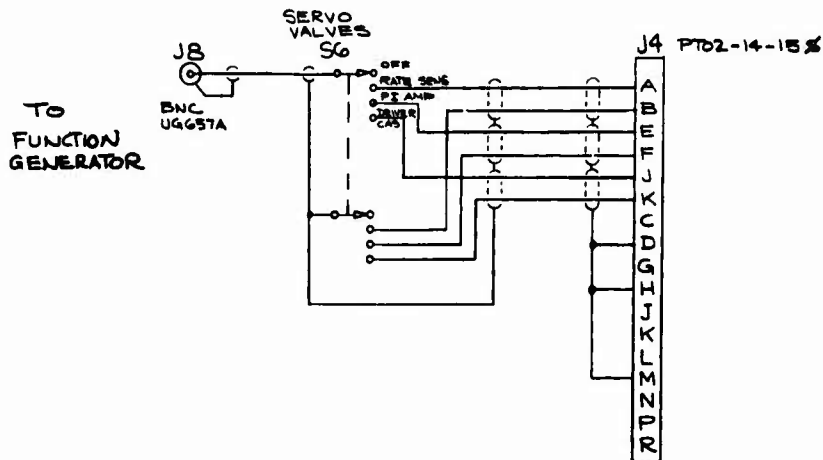 SERVO
VALVES
S6
J8
BNC
UG657A
TO
FUNCTION
GENERATOR
OFF
RATE SENS
PI AMP
DRIVER
CAS
J4 PT02-14-15
A
B
E
F
J
K
C
D
G
H
J
K
L
M
N
P
R